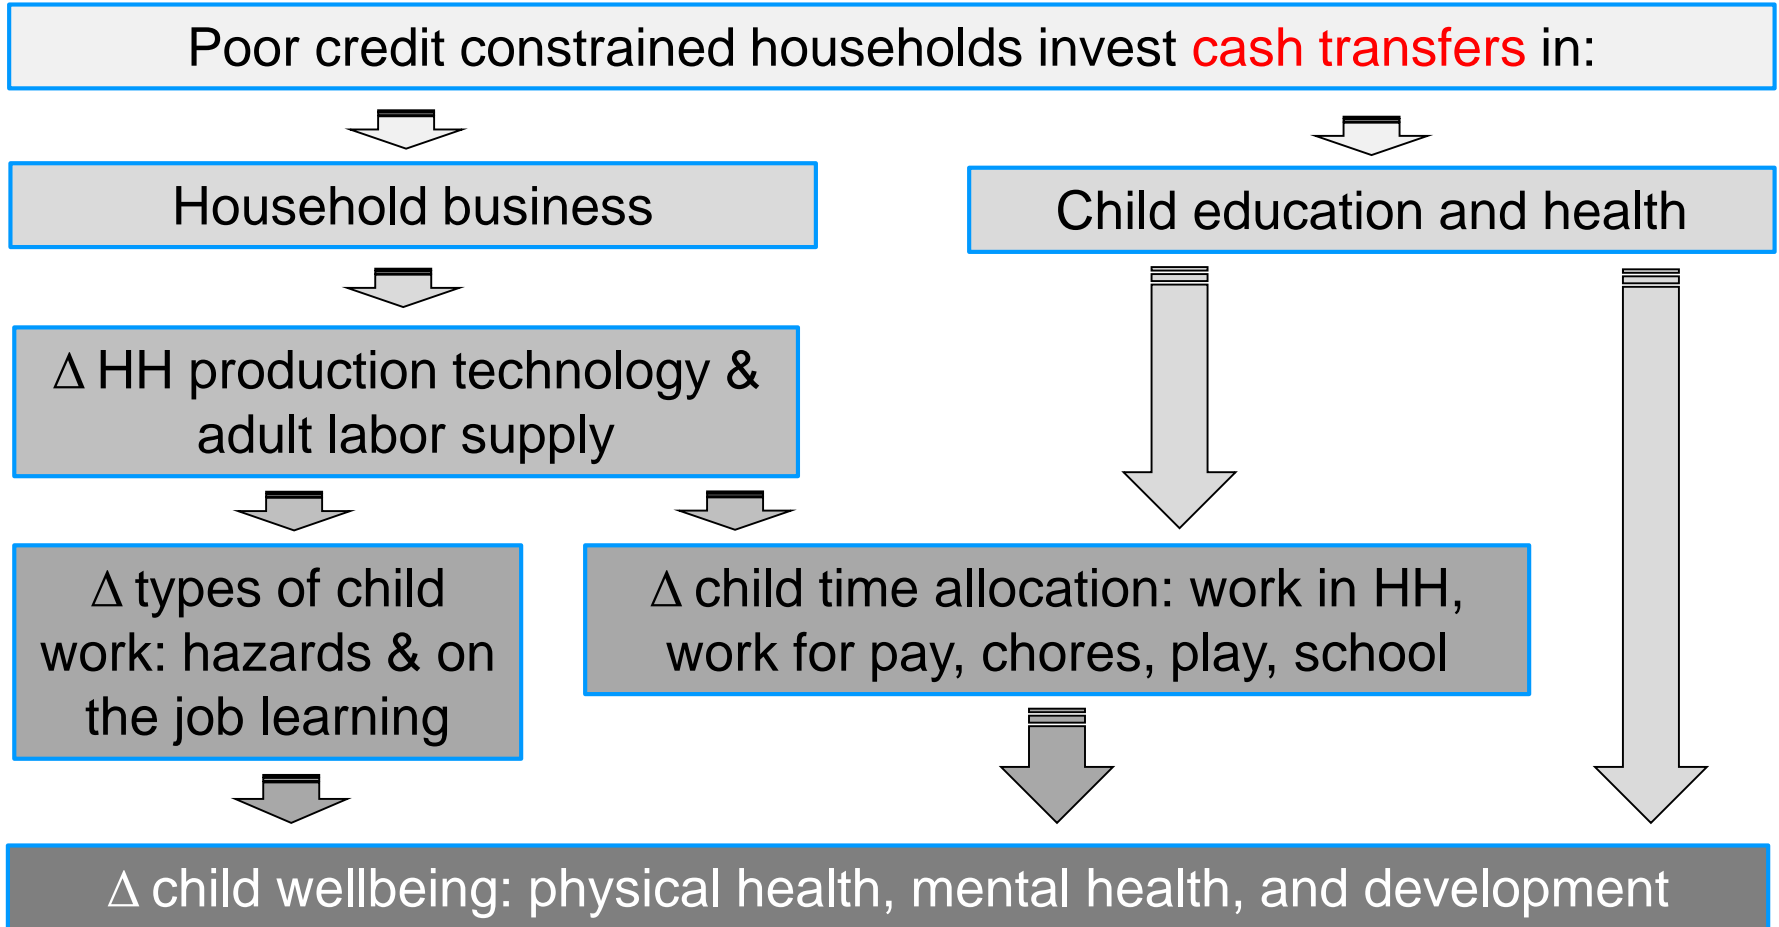 Poor credit constrained households invest cash transfers in:
Household business
Child education and health
Δ HH production technology &
adult labor supply
Δ types of child
work: hazards & on
the job learning
Δ child time allocation: work in HH,
work for pay, chores, play, school
Δ child wellbeing: physical health, mental health, and development